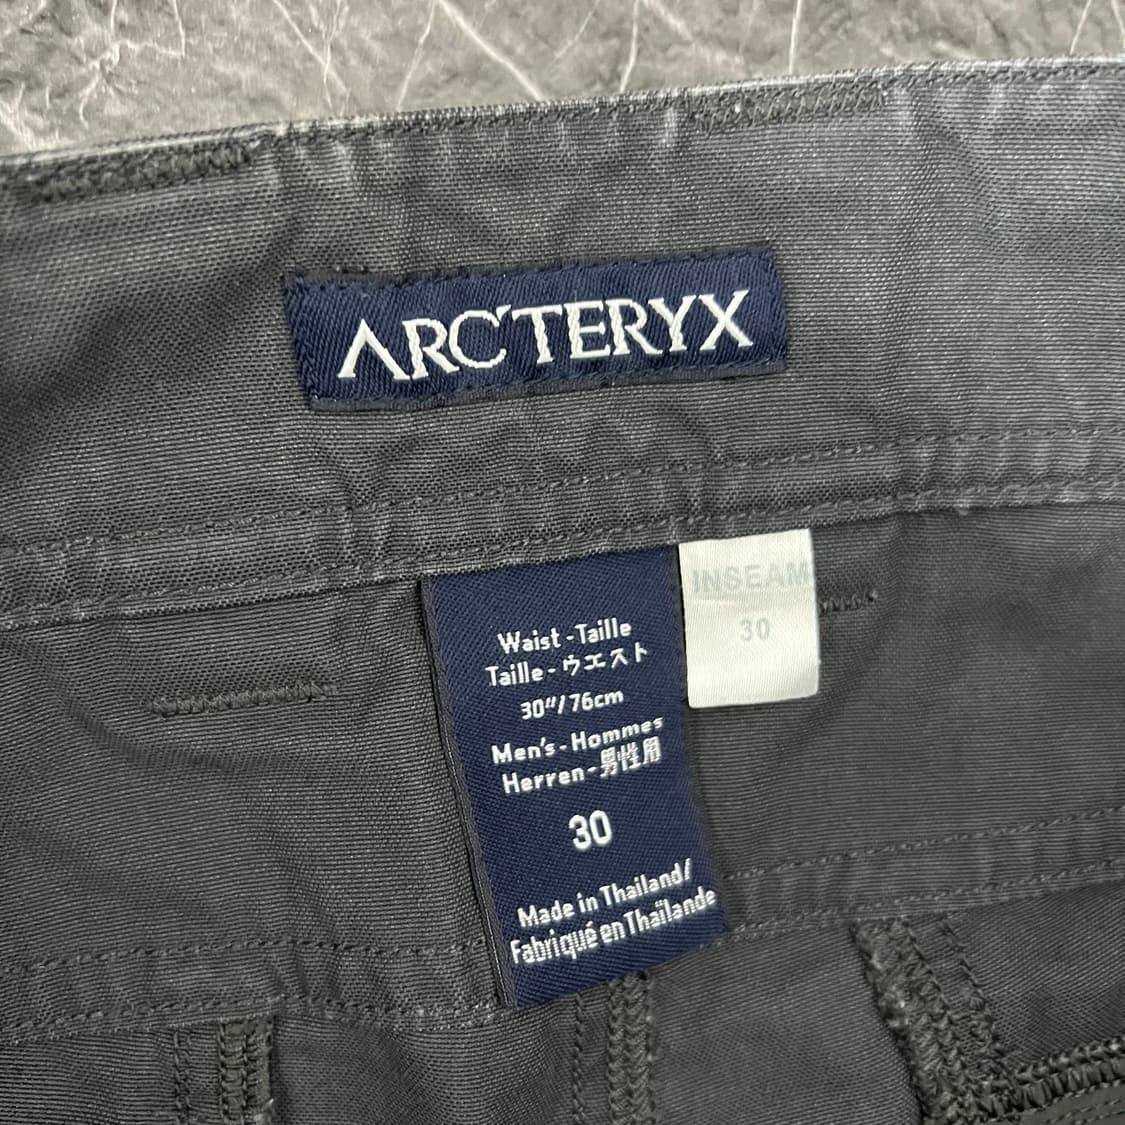 ARC'TERYX
Waist - Taille
Taille - ウエスト
30"/76cm
Men's - Hommes
Herren - 男性用
30
Made in Thailand/
Fabriqué en Thaïlande
INSEAM
30